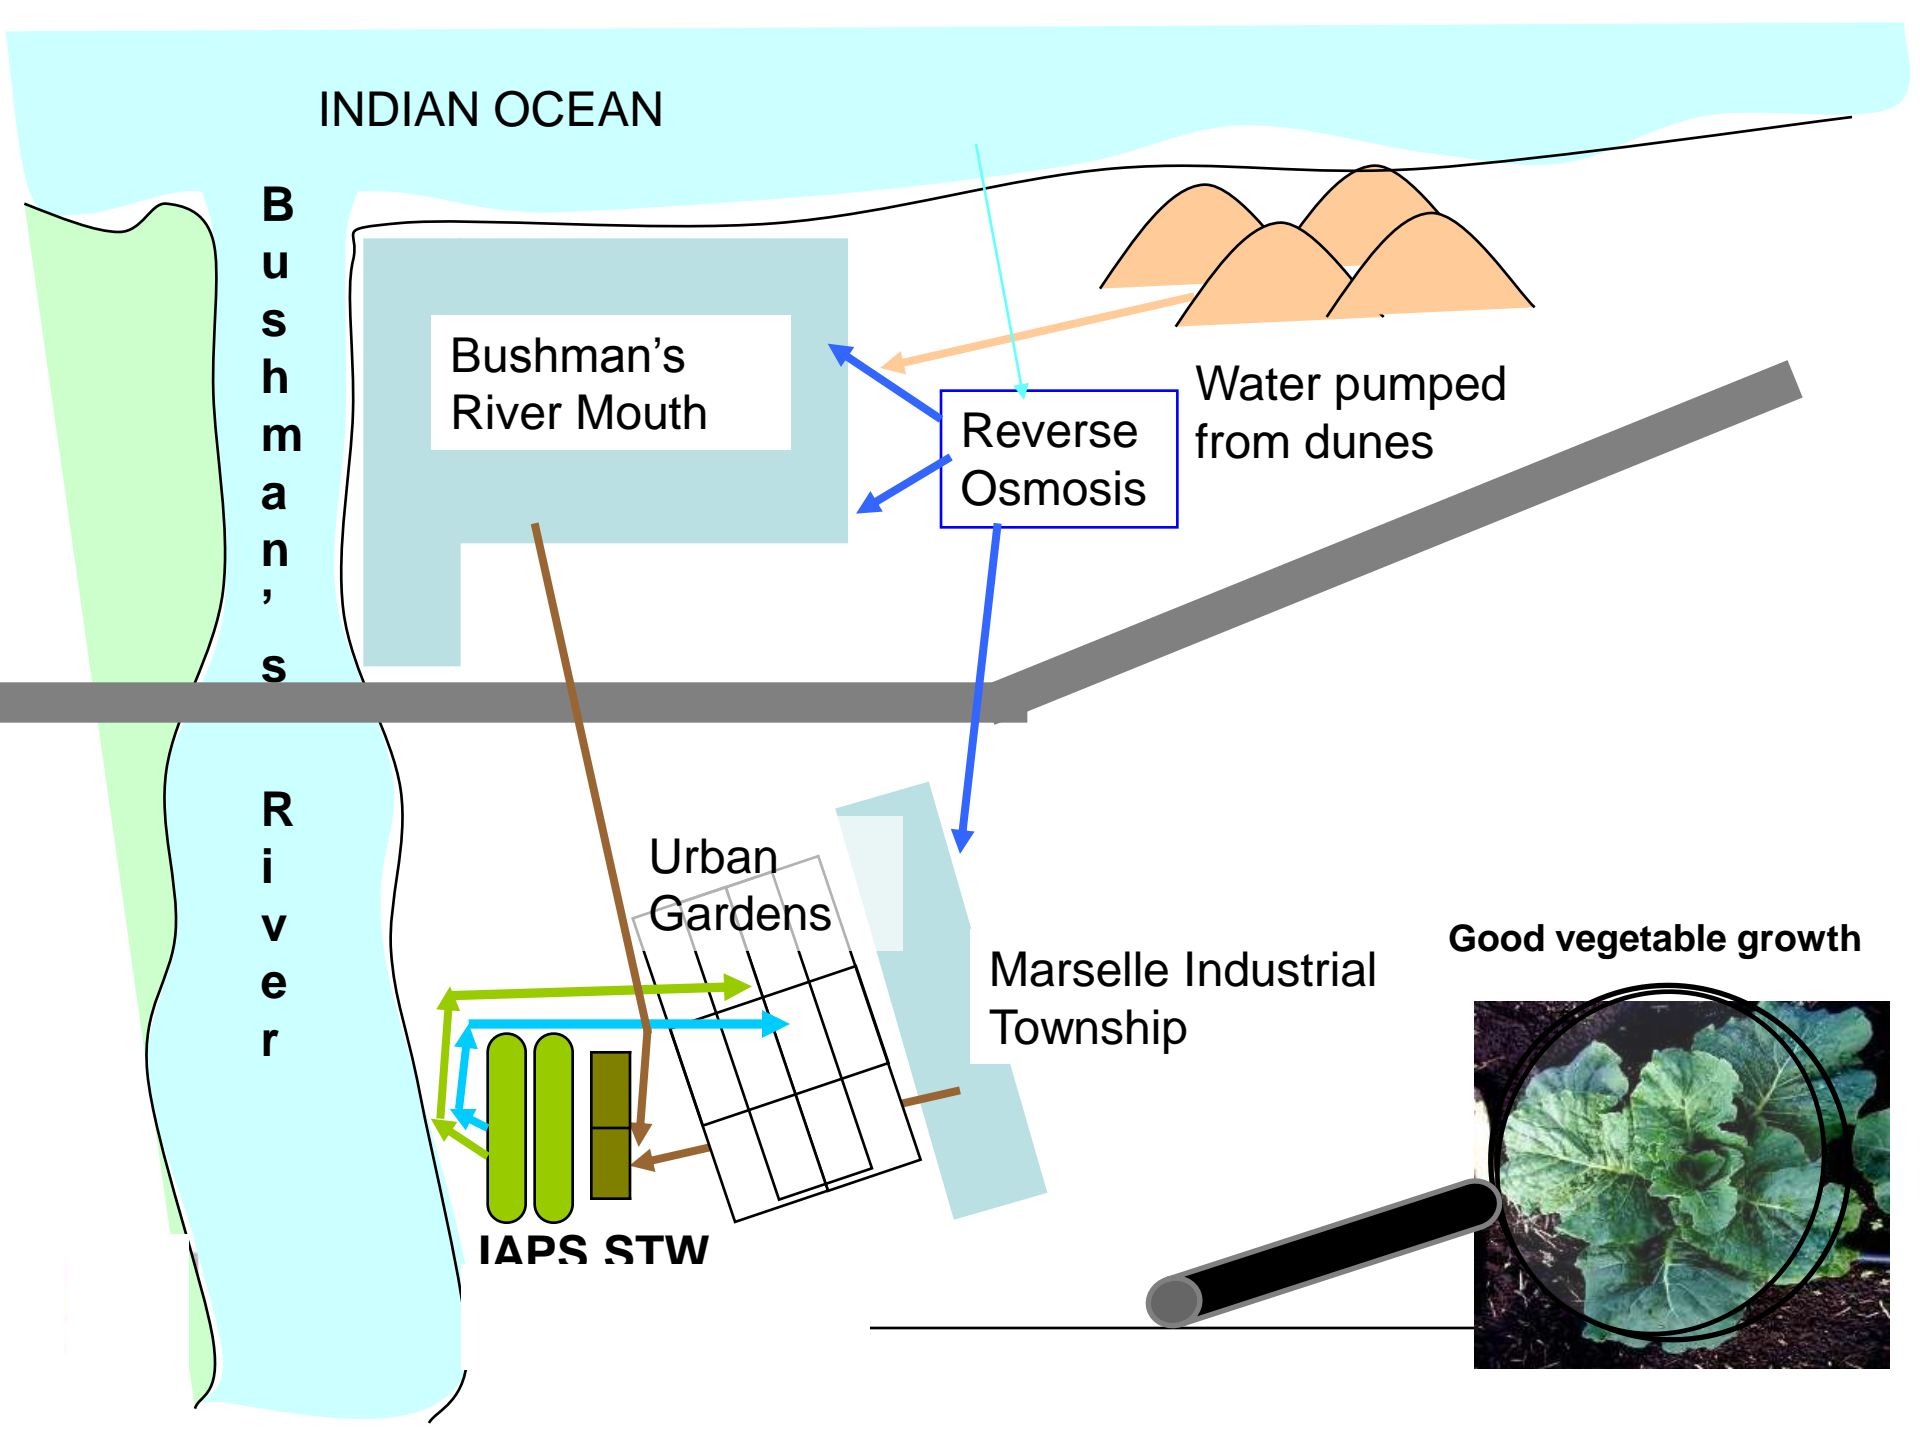 INDIAN OCEAN
Bushman's River
Bushman’s
River Mouth
Reverse
Osmosis
Water pumped
from dunes
Urban
Gardens
Marselle Industrial
Township
Good vegetable growth
IAPS STW